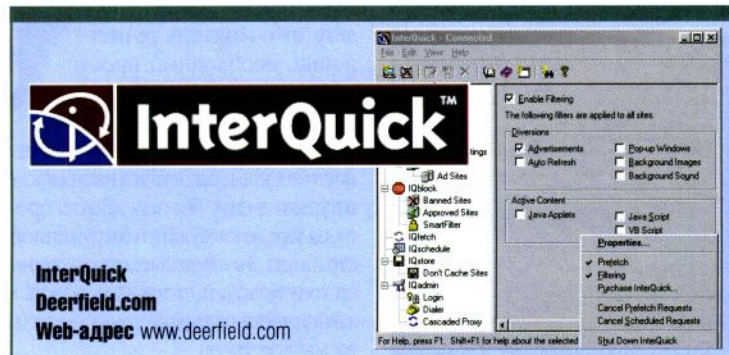 InterQuick™
InterQuick
Deerfield.com
Web-адрес www.deerfield.com
InterQuick - Connected
File Edit View Help
Enable Filtering
The following filters are applied to all sites.
Diversions
Advertisements
Pop-up Windows
Auto Refresh
Background Images
Background Sound
Active Content
Java Applets
Java Script
VB Script
tings
Ad Sites
IQblock
Banned Sites
Approved Sites
SmartFilter
IQfetch
IQschedule
IQstore
Don't Cache Sites
IQadmin
Login
Dialer
Cascaded Proxy
Properties...
Prefetch
Filtering
Purchase InterQuick...
Cancel Prefetch Requests
Cancel Scheduled Requests
Shut Down InterQuick
For Help, press F1. Shift+F1 for help about the selected